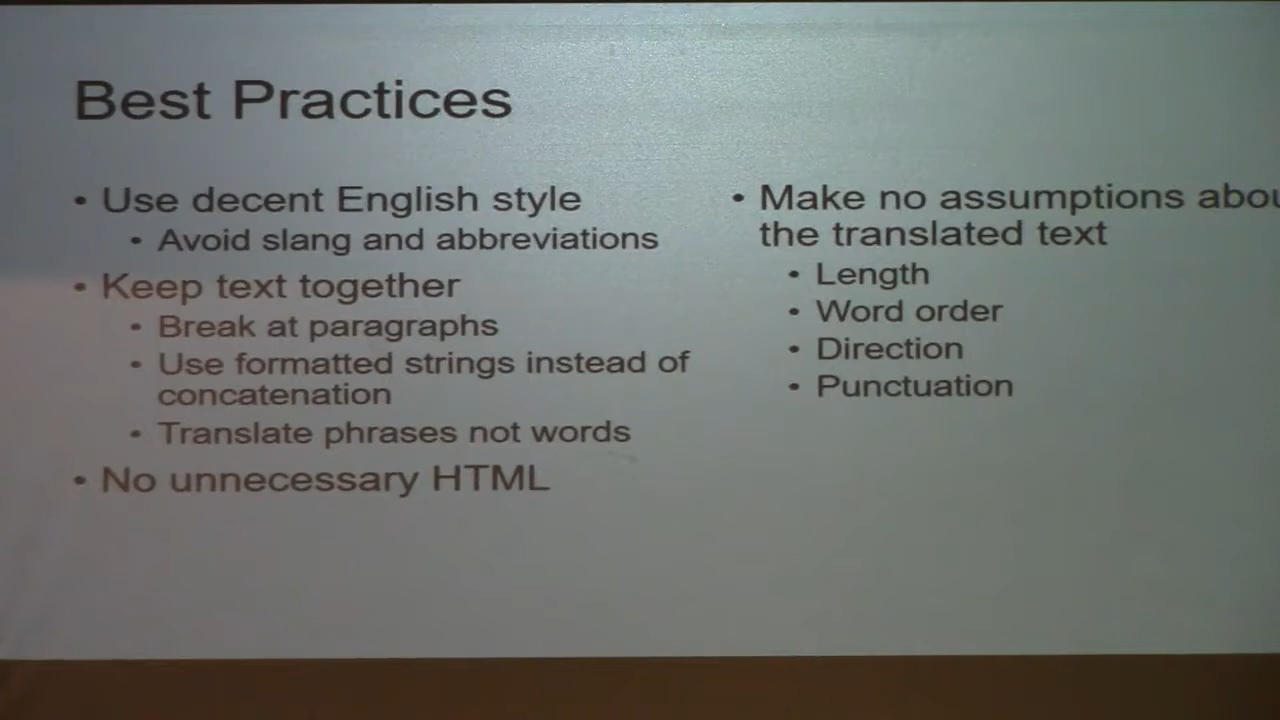 Best Practices
• Use decent English style
• Avoid slang and abbreviations
• Keep text together
• Break at paragraphs
• Use formatted strings instead of
concatenation
• Translate phrases not words
• No unnecessary HTML
• Make no assumptions
the translated text
• Length
• Word order
• Direction
• Punctuation